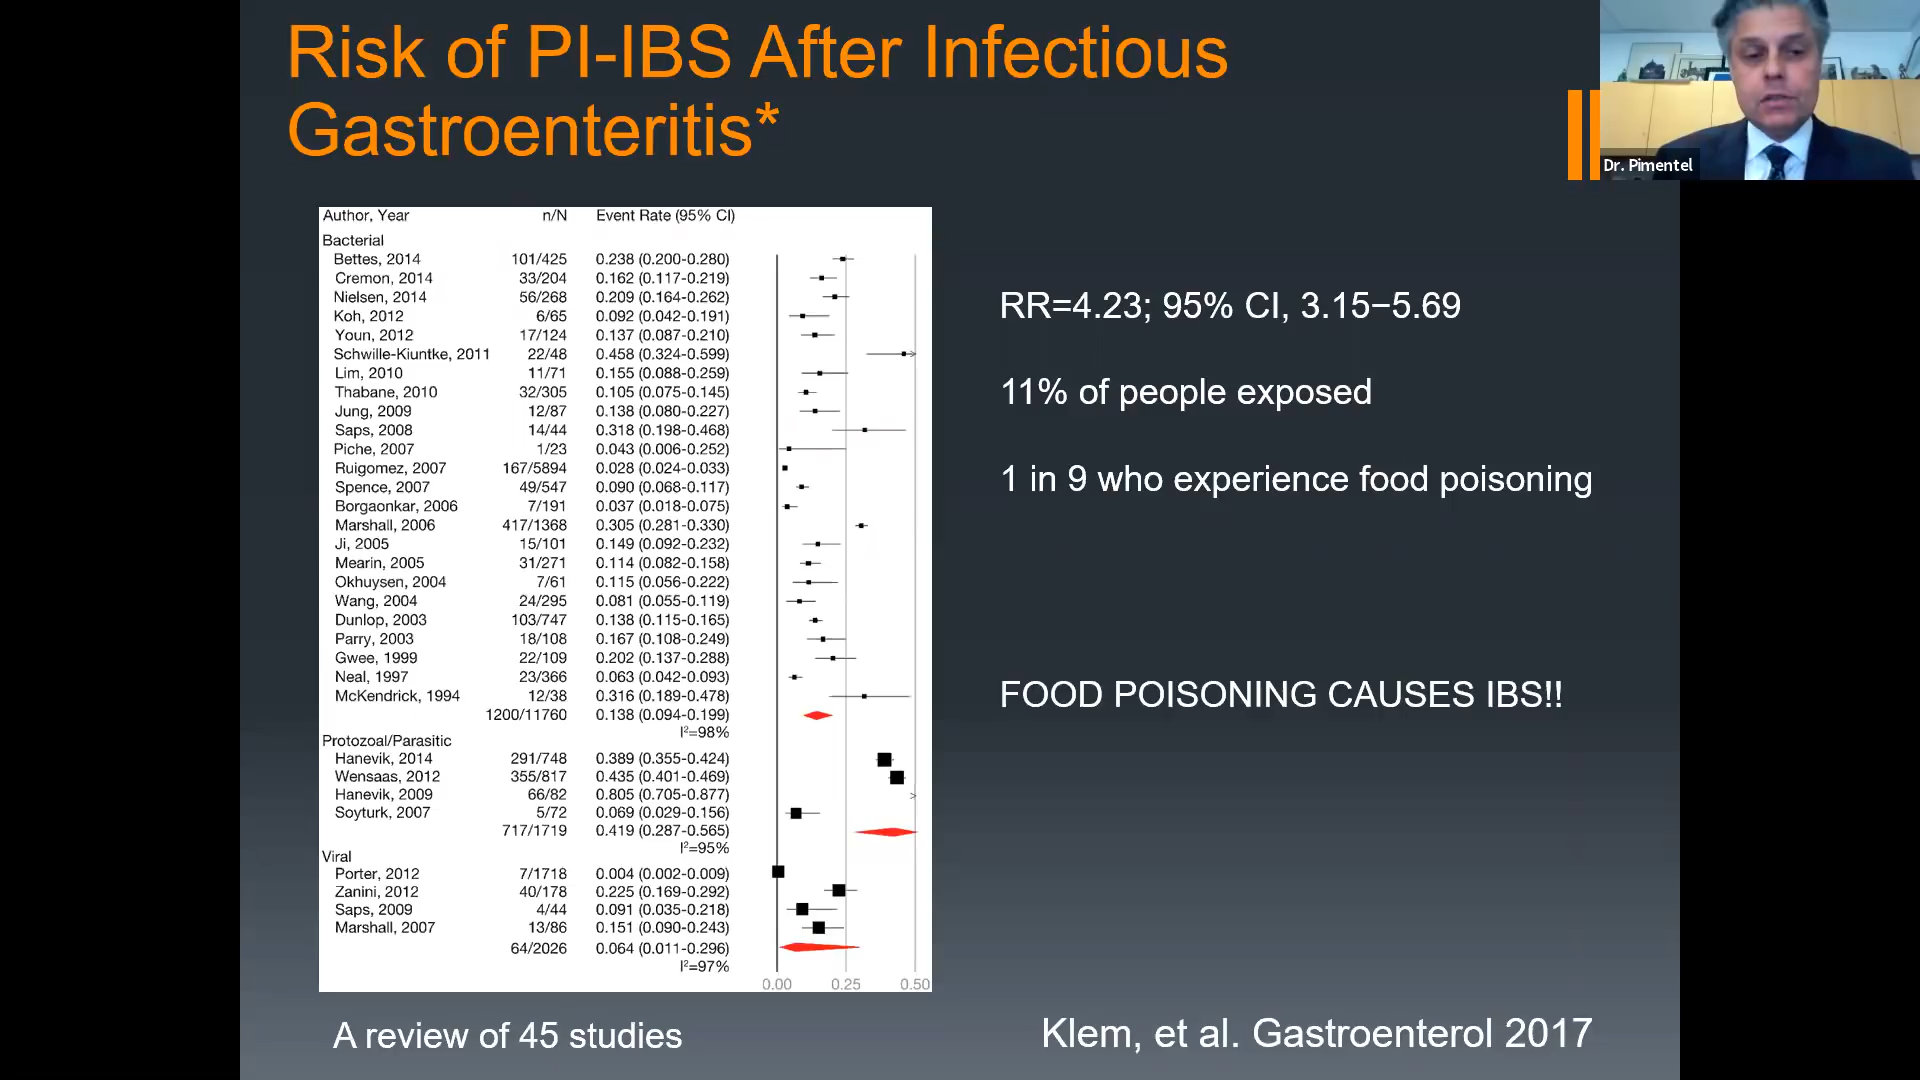 Risk of PI-IBS After Infectious
Gastroenteritis*
Dr. Pimentel
Author, Year n/N Event Rate (95% CI)
Bacterial
Bettes, 2014 101/425 0.238 (0.200-0.280)
Cremon, 2014 33/204 0.162 (0.117-0.219)
Nielsen, 2014 56/268 0.209 (0.164-0.262)
Koh, 2012 6/65 0.092 (0.042-0.191)
Youn, 2012 17/124 0.137 (0.087-0.210)
Schwille-Kiuntke, 2011 22/48 0.458 (0.324-0.599)
Lim, 2010 11/71 0.155 (0.088-0.259)
Thabane, 2010 32/305 0.105 (0.075-0.145)
Jung, 2009 12/87 0.138 (0.080-0.227)
Saps, 2008 14/44 0.318 (0.198-0.468)
Piche, 2007 1/23 0.043 (0.006-0.252)
Ruigomez, 2007 167/5894 0.028 (0.024-0.033)
Spence, 2007 49/547 0.090 (0.068-0.117)
Borgaonkar, 2006 7/191 0.037 (0.018-0.075)
Marshall, 2006 417/1368 0.305 (0.281-0.330)
Ji, 2005 15/101 0.149 (0.092-0.232)
Mearin, 2005 31/271 0.114 (0.082-0.158)
Okhuysen, 2004 7/61 0.115 (0.056-0.222)
Wang, 2004 24/295 0.081 (0.055-0.119)
Dunlop, 2003 103/747 0.138 (0.115-0.165)
Parry, 2003 18/108 0.167 (0.108-0.249)
Gwee, 1999 22/109 0.202 (0.137-0.288)
Neal, 1997 23/366 0.063 (0.042-0.093)
McKendrick, 1994 12/38 0.316 (0.189-0.478)
1200/11760 0.138 (0.094-0.199)
I²=98%
Protozoal/Parasitic
Hanevik, 2014 291/748 0.389 (0.355-0.424)
Wensaas, 2012 355/817 0.435 (0.401-0.469)
Hanevik, 2009 66/82 0.805 (0.705-0.877)
Soyturk, 2007 5/72 0.069 (0.029-0.156)
717/1719 0.419 (0.287-0.565)
I²=95%
Viral
Porter, 2012 7/1718 0.004 (0.002-0.009)
Zanini, 2012 40/178 0.225 (0.169-0.292)
Saps, 2009 4/44 0.091 (0.035-0.218)
Marshall, 2007 13/86 0.151 (0.090-0.243)
64/2026 0.064 (0.011-0.296)
I²=97%
0.00 0.25 0.50
RR=4.23; 95% CI, 3.15−5.69
11% of people exposed
1 in 9 who experience food poisoning
FOOD POISONING CAUSES IBS!!
A review of 45 studies
Klem, et al. Gastroenterol 2017